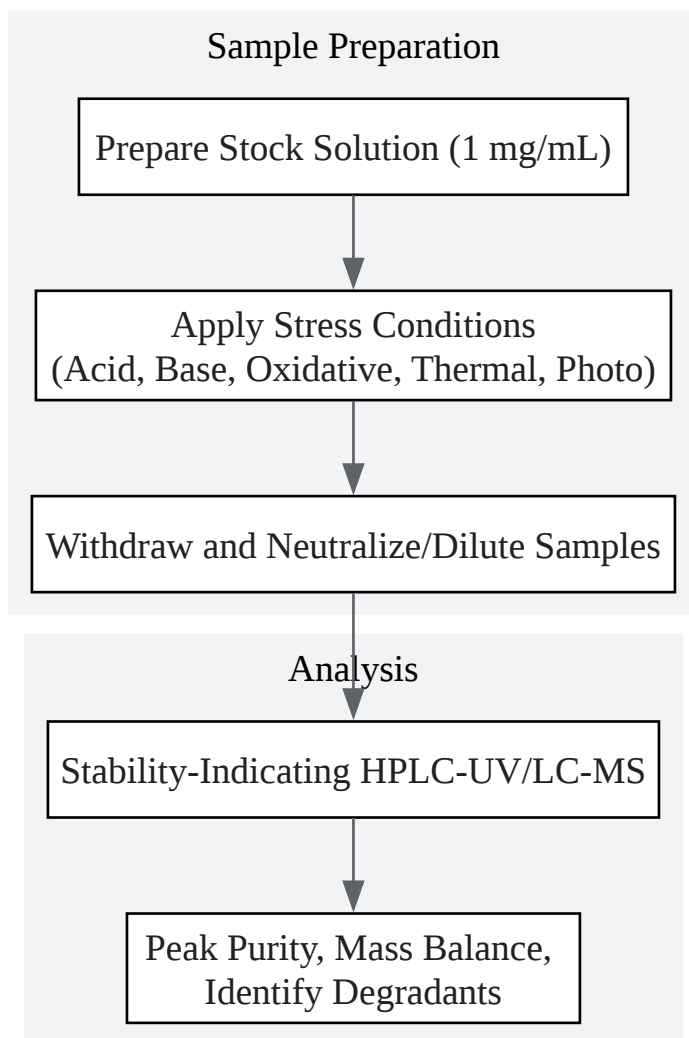 Sample Preparation
Prepare Stock Solution (1 mg/mL)
Apply Stress Conditions
(Acid, Base, Oxidative, Thermal, Photo)
Withdraw and Neutralize/Dilute Samples
Analysis
Stability-Indicating HPLC-UV/LC-MS
Peak Purity, Mass Balance,
Identify Degradants